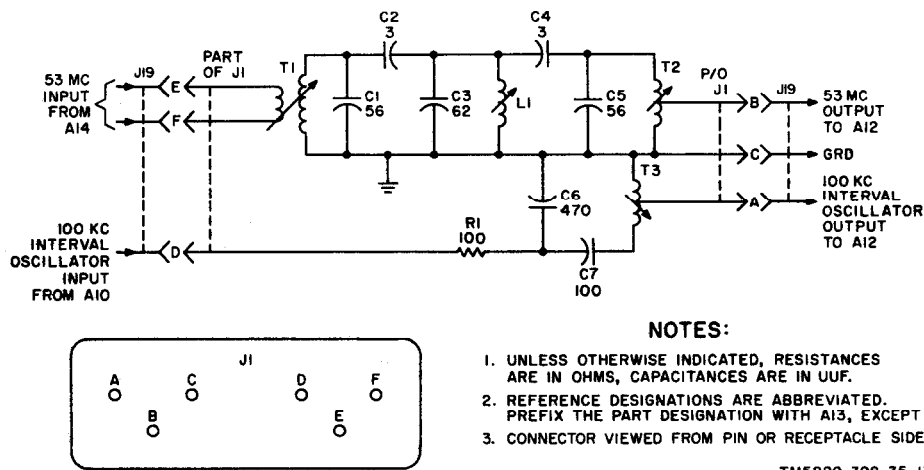 C2
3
C4
3
53 MC
INPUT
FROM
A14
J19
PART
OF J1
E
F
T1
C1
56
C3
62
L1
C5
56
T2
P/O
J1
J19
B
53 MC
OUTPUT
TO A12
C
GRD
T3
A
100 KC
INTERVAL
OSCILLATOR
OUTPUT
TO A12
C6
470
R1
100
C7
100
100 KC
INTERVAL
OSCILLATOR
INPUT
FROM A10
D
J1
A C D F
B E
NOTES:
1. UNLESS OTHERWISE INDICATED, RESISTANCES
ARE IN OHMS, CAPACITANCES ARE IN UUF.
2. REFERENCE DESIGNATIONS ARE ABBREVIATED.
PREFIX THE PART DESIGNATION WITH A13, EXCEPT
3. CONNECTOR VIEWED FROM PIN OR RECEPTACLE SIDE